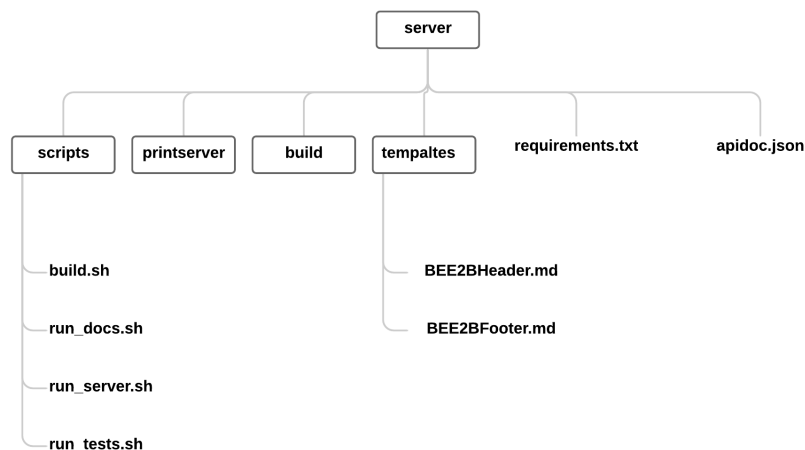 server
scripts
printserver
build
tempaltes
requirements.txt
apidoc.json
build.sh
BEE2BHeader.md
run_docs.sh
BEE2BFooter.md
run_server.sh
run_tests.sh